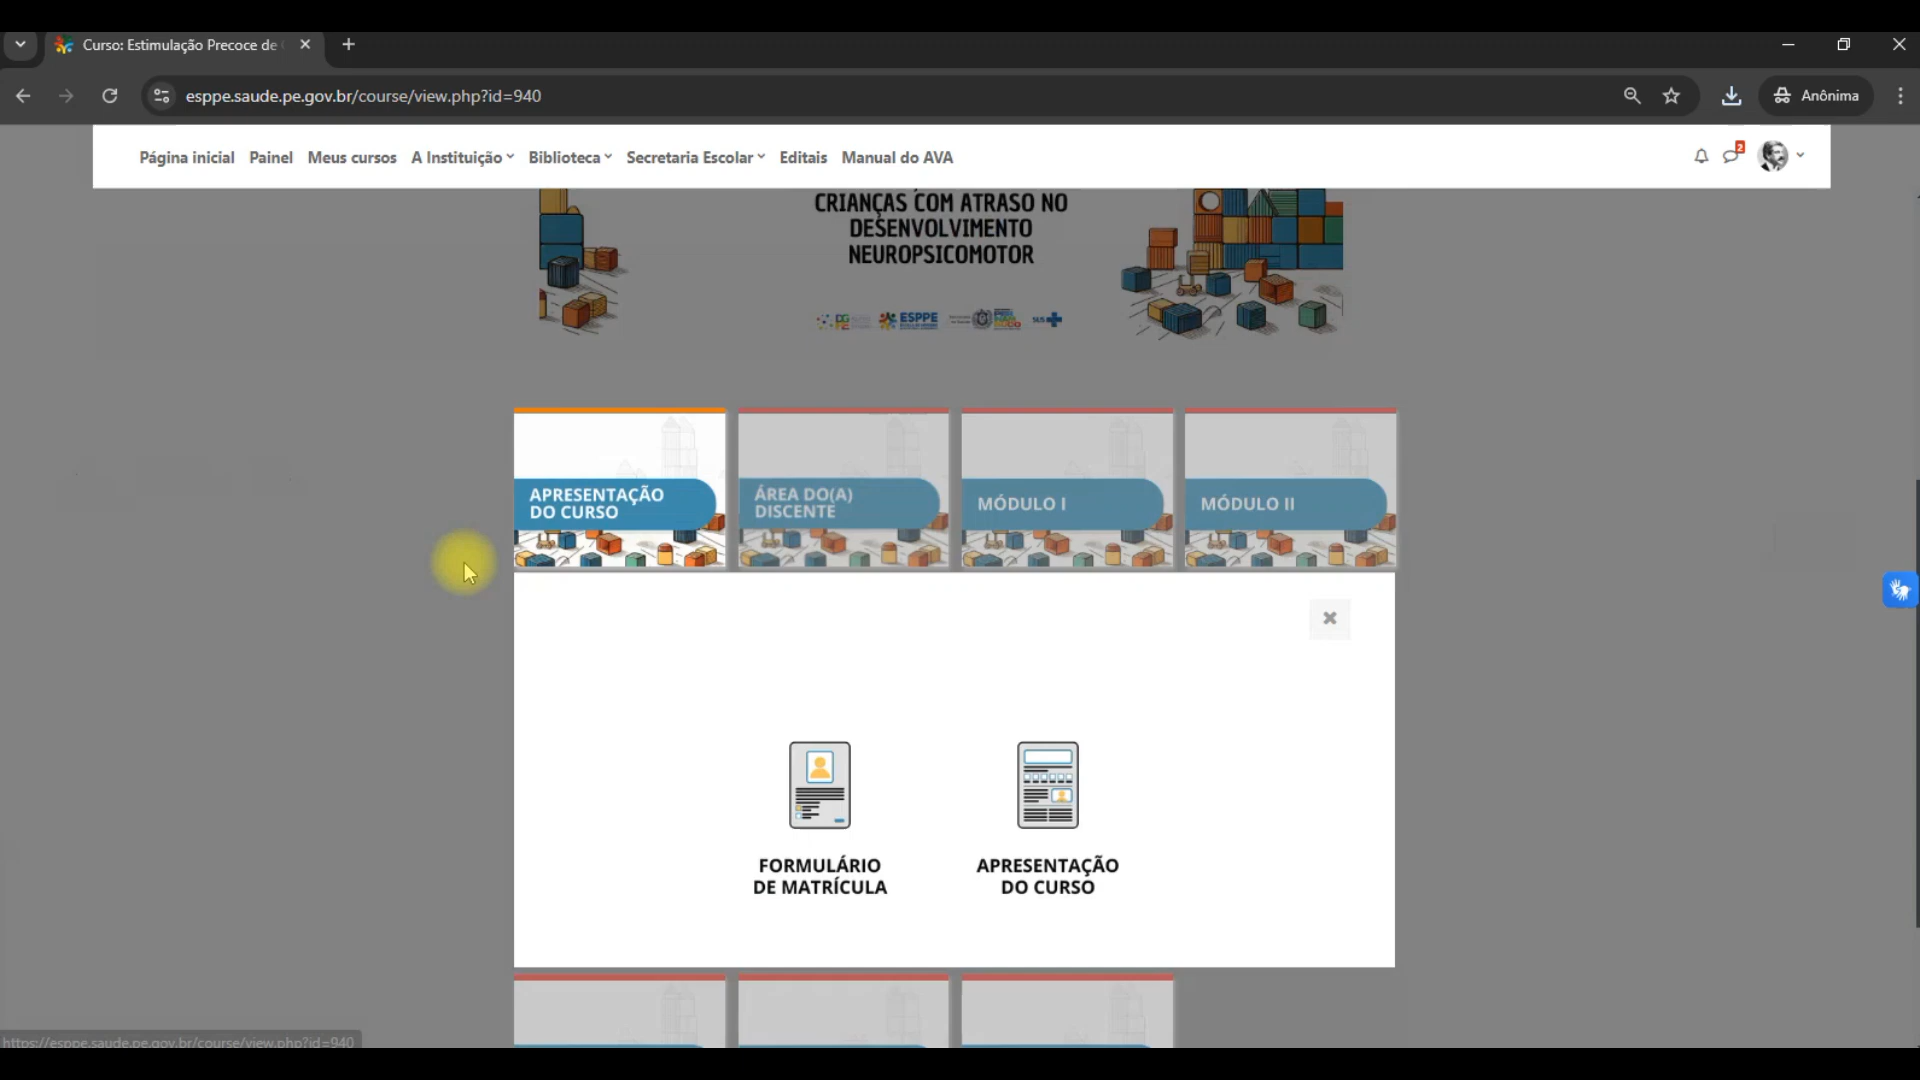 Curso: Estimulação Precoce de
esppe.saude.pe.gov.br/course/view.php?id=940
Anônima
Página inicial Painel Meus cursos A Instituição Biblioteca Secretaria Escolar Editais Manual do AVA
2
CRIANÇAS COM ATRASO NO
DESENVOLVIMENTO
NEUROPSICOMOTOR
ESPPE
SUS
APRESENTAÇÃO
DO CURSO
ÁREA DO(A)
DISCENTE
MÓDULO I
MÓDULO II
FORMULÁRIO
DE MATRÍCULA
APRESENTAÇÃO
DO CURSO
https://esppe.saude.pe.gov.br/course/view.php?id=940